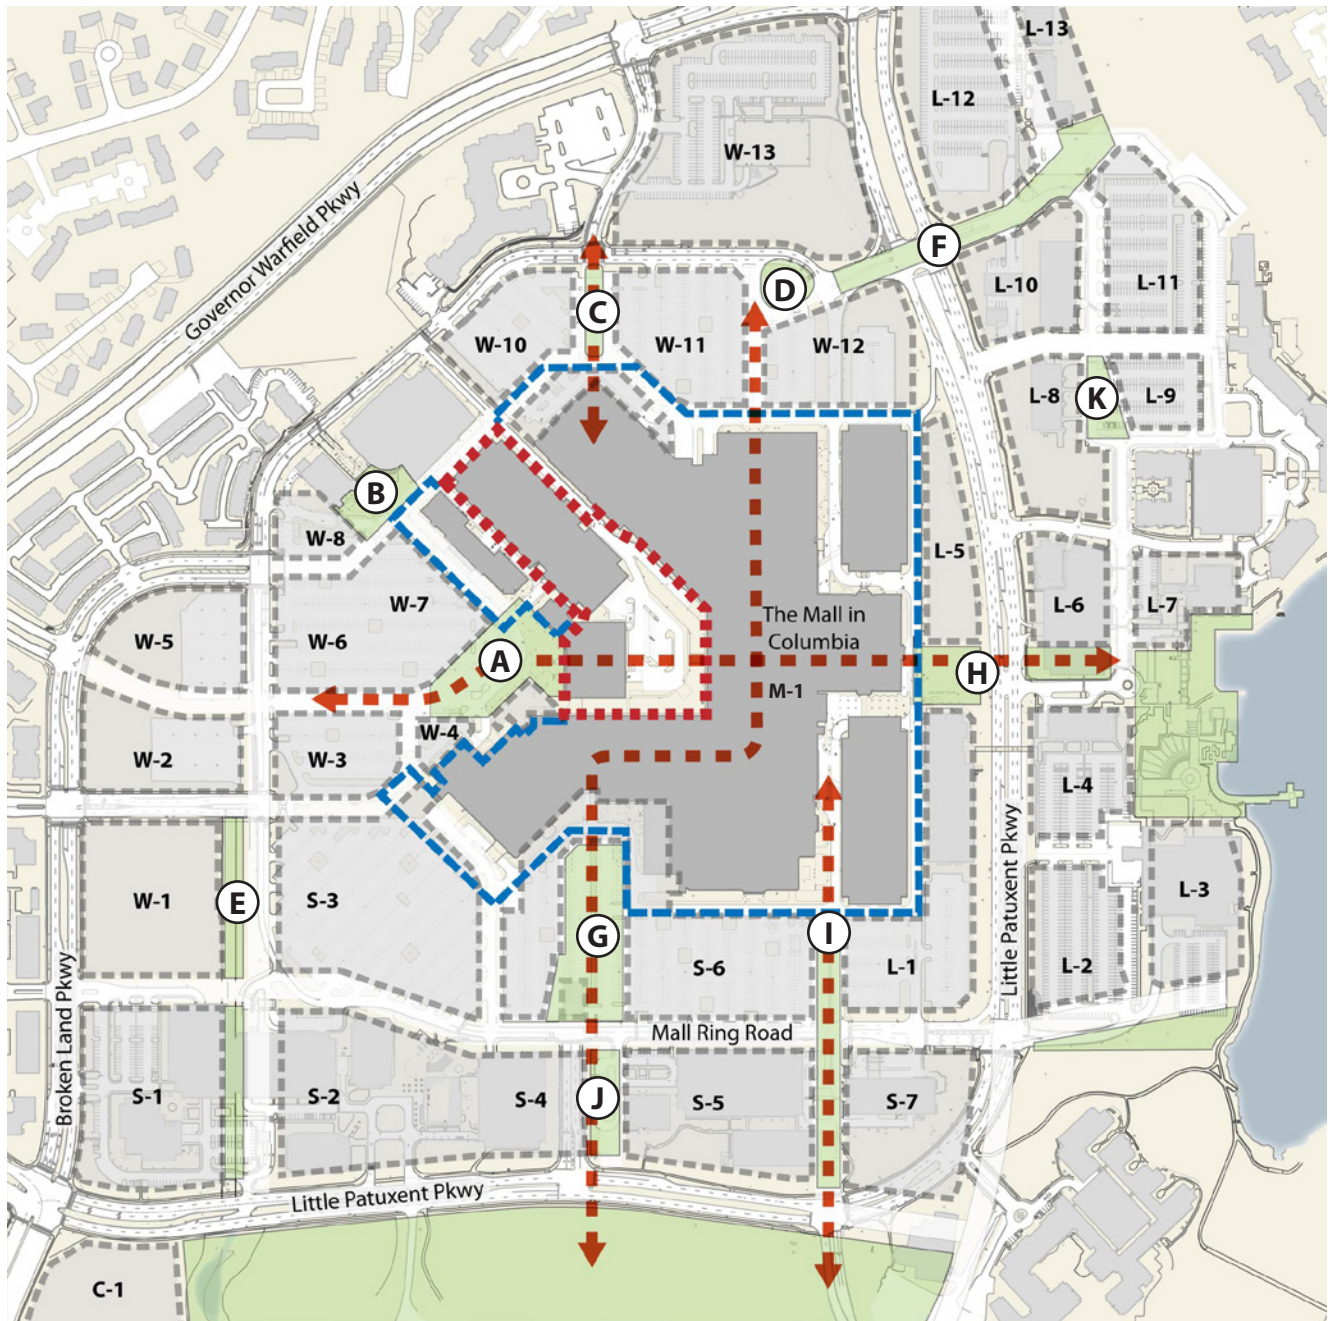 L-13
L-12
W-13
Governor Warfield Pkwy
F
D
L-10
L-11
C
W-10
W-11
W-12
L-8
K
L-9
B
W-8
L-5
W-7
L-6
L-7
W-5
W-6
The Mall in
Columbia
A
H
M-1
W-4
W-2
W-3
L-4
Little Patuxent Pkwy
W-1
E
S-3
G
I
L-3
S-6
L-1
L-2
Broken Land Pkwy
Mall Ring Road
S-1
S-2
S-4
J
S-5
S-7
Little Patuxent Pkwy
C-1